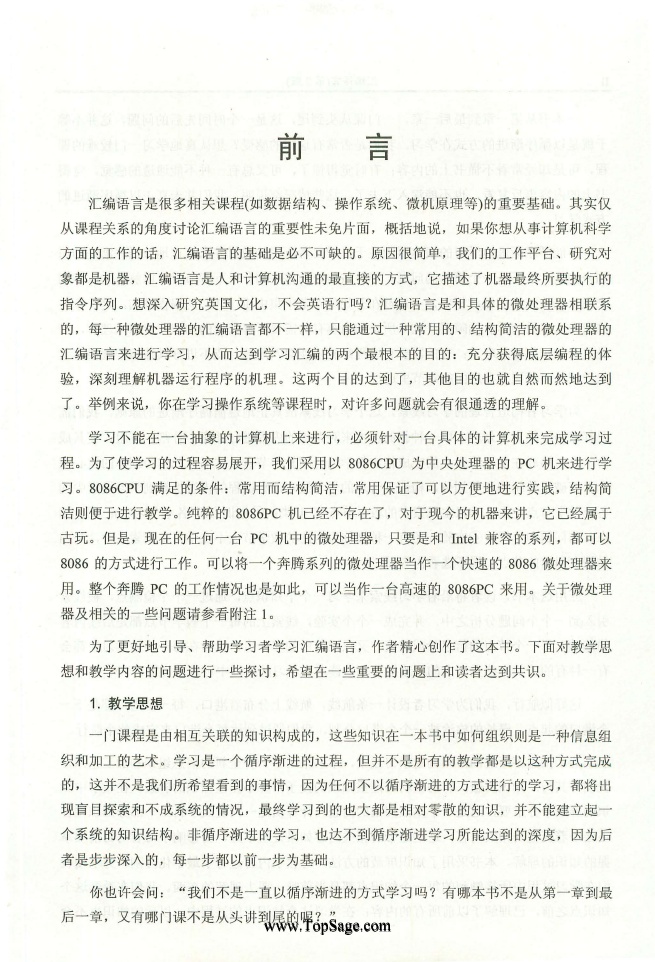 前 言
汇编语言是很多相关课程(如数据结构、操作系统、微机原理等)的重要基础。其实仅
从课程关系的角度讨论汇编语言的重要性未免片面，概括地说，如果你想从事计算机科学
方面的工作的话，汇编语言的基础是必不可缺的。原因很简单，我们的工作平台、研究对
象都是机器，汇编语言是人和计算机沟通的最直接的方式，它描述了机器最终所要执行的
指令序列。想深入研究英国文化，不会英语行吗？汇编语言是和具体的微处理器相联系
的，每一种微处理器的汇编语言都不一样，只能通过一种常用的、结构简洁的微处理器的
汇编语言来进行学习，从而达到学习汇编的两个最根本的目的：充分获得底层编程的体
验，深刻理解机器运行程序的机理。这两个目的达到了，其他目的也就自然而然地达到
了。举例来说，你在学习操作系统等课程时，对许多问题就会有很通透的理解。
学习不能在一台抽象的计算机上来进行，必须针对一台具体的计算机来完成学习过
程。为了使学习的过程容易展开，我们采用以 8086CPU 为中央处理器的 PC 机来进行学
习。8086CPU 满足的条件：常用而结构简洁，常用保证了可以方便地进行实践，结构简
洁则便于进行教学。纯粹的 8086PC 机已经不存在了，对于现今的机器来讲，它已经属于
古玩。但是，现在的任何一台 PC 机中的微处理器，只要是和 Intel 兼容的系列，都可以
8086 的方式进行工作。可以将一个奔腾系列的微处理器当作一个快速的 8086 微处理器来
用。整个奔腾 PC 的工作情况也是如此，可以当作一台高速的 8086PC 来用。关于微处理
器及相关的一些问题请参看附注 1。
为了更好地引导、帮助学习者学习汇编语言，作者精心创作了这本书。下面对教学思
想和教学内容的问题进行一些探讨，希望在一些重要的问题上和读者达到共识。
1. 教学思想
一门课程是由相互关联的知识构成的，这些知识在一本书中如何组织则是一种信息组
织和加工的艺术。学习是一个循序渐进的过程，但并不是所有的教学都是以这种方式完成
的，这并不是我们所希望看到的事情，因为任何不以循序渐进的方式进行的学习，都将出
现盲目探索和不成系统的情况，最终学习到的也大都是相对零散的知识，并不能建立起一
个系统的知识结构。非循序渐进的学习，也达不到循序渐进学习所能达到的深度，因为后
者是步步深入的，每一步都以前一步为基础。
你也许会问：“我们不是一直以循序渐进的方式学习吗？有哪本书不是从第一章到最
后一章，又有哪门课不是从头讲到尾的呢？”
www.TopSage.com